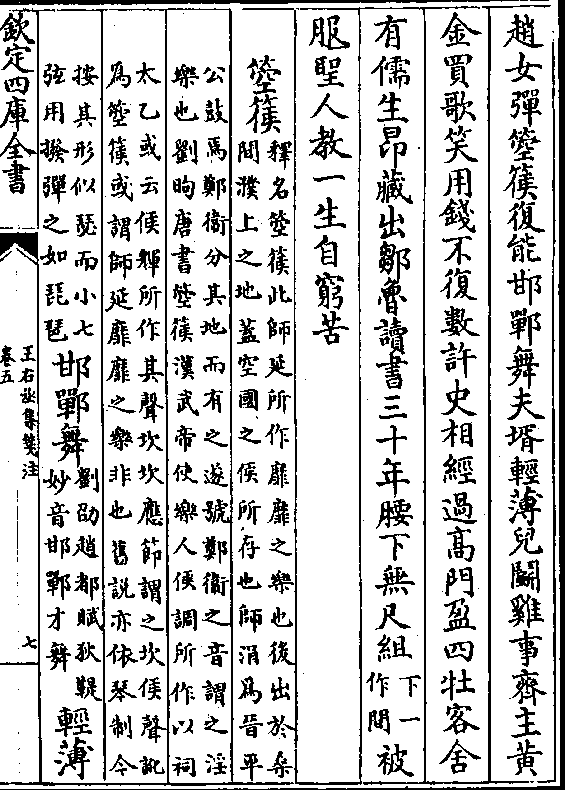 趙女彈箜篌復能邯鄲舞夫壻輕薄兒鬭雞事齊主黄
金買歌笑用錢不復數許史相經過髙門盈四牡客舍
有儒生昂藏出鄒魯讀書三十年腰下無尺組下一作間被
服聖人教一生自窮苦
箜篌釋名箜篌此師延所作靡靡之樂也後出於桑
間濮上之地蓋空國之侯所存也師涓為晉平
公鼓焉鄭衛分其地而有之遂號鄭衛之音謂之淫
樂也劉昫唐書箜篌漢武帝使樂人侯調所作以祠
太乙或云侯輝所作其聲坎坎應節謂之坎侯聲訛
為箜篌或謂師延靡靡之樂非也舊説亦依琴制今
按其形似瑟而小七
弦用撥彈之如琵琶
邯鄲舞劉劭趙都賦狄鞮
妙音邯鄲才舞
輕薄
欽定四庫全書
王右丞集箋注
卷五
七